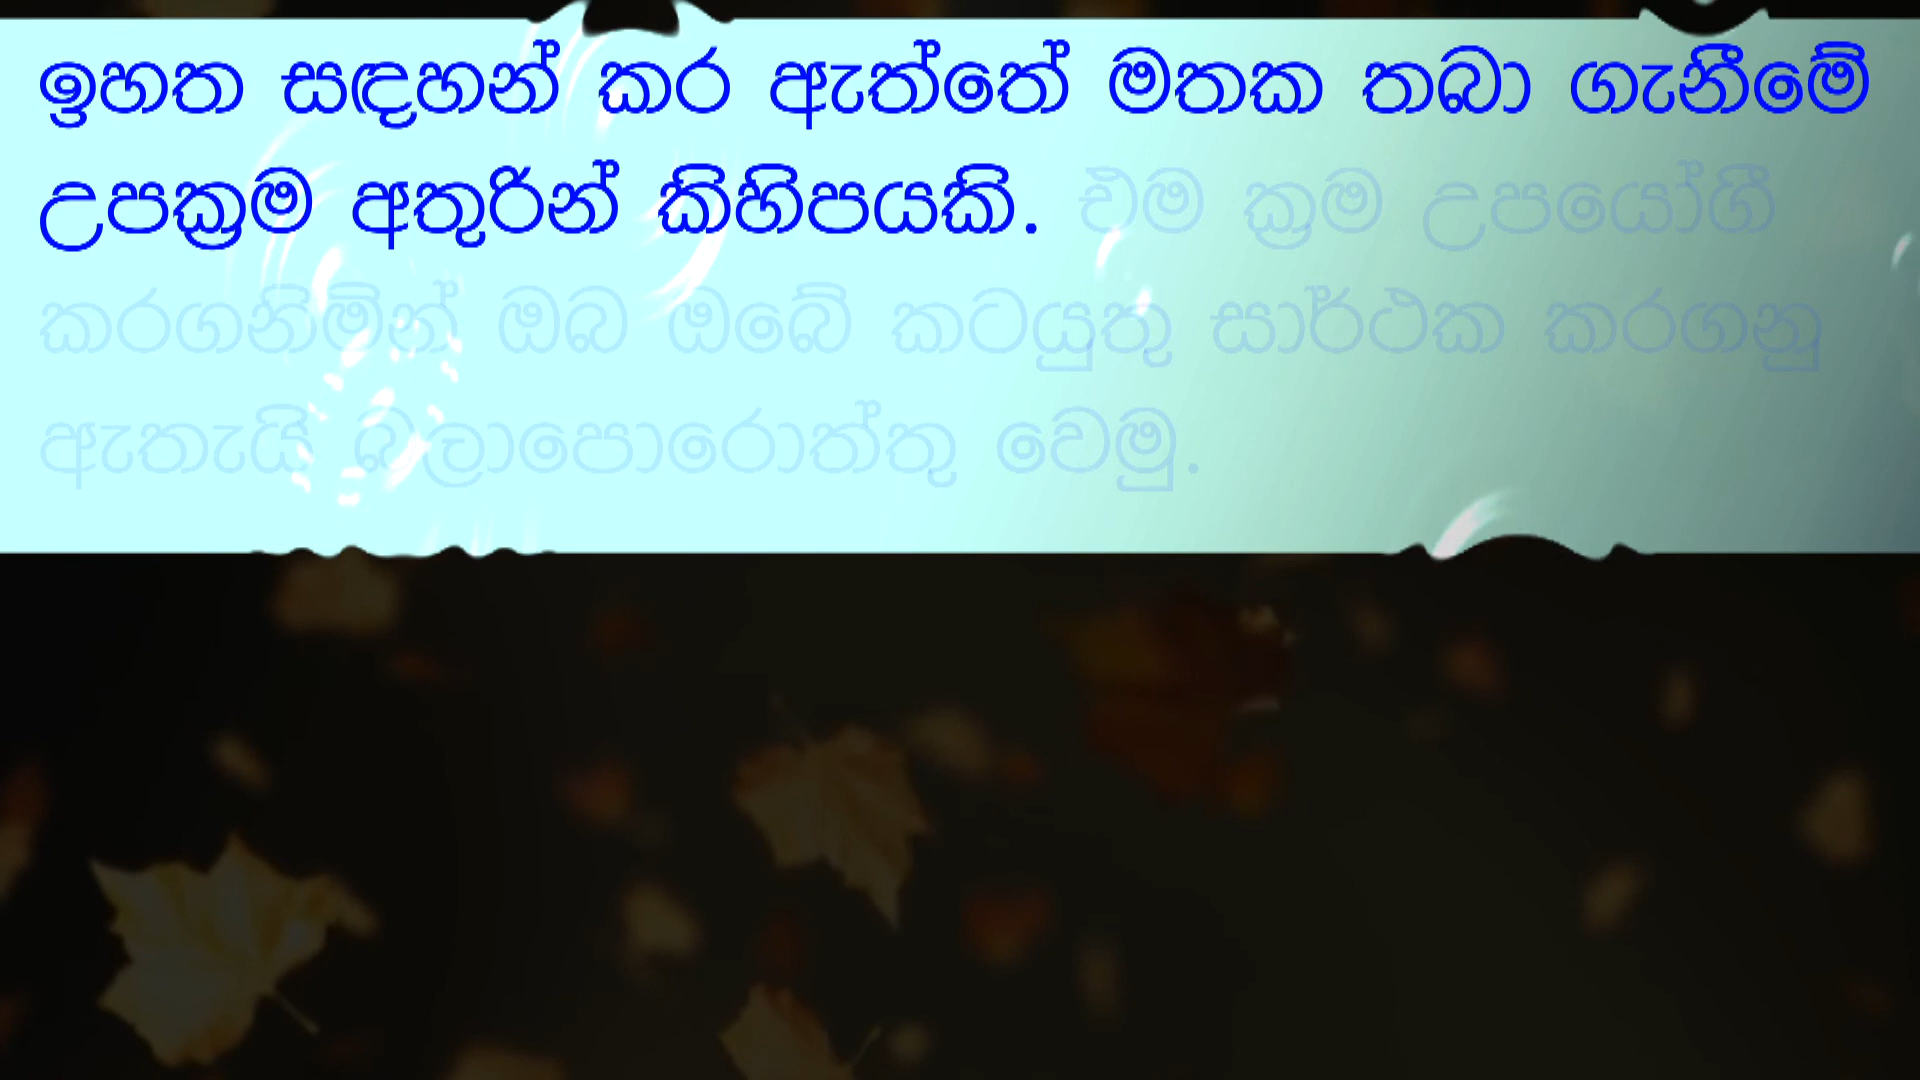 ඉහත සඳහන් කර ඇත්තේ මතක තබා ගැනීමේ
උපක්‍රම අතුරින් කිහිපයකි. එම ක්‍රම උපයෝගී
කරගනිමින් ඔබ ඔබේ කටයුතු සාර්ථක කරගනු
ඇතැයි බලාපොරොත්තු වෙමු.